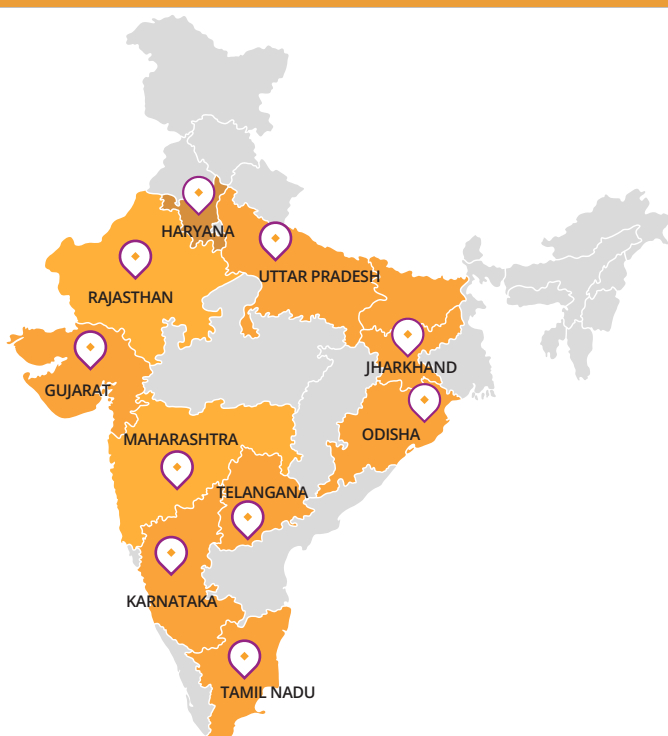 HARYANA
UTTAR PRADESH
RAJASTHAN
JHARKHAND
GUJARAT
ODISHA
MAHARASHTRA
TELANGANA
KARNATAKA
TAMIL NADU